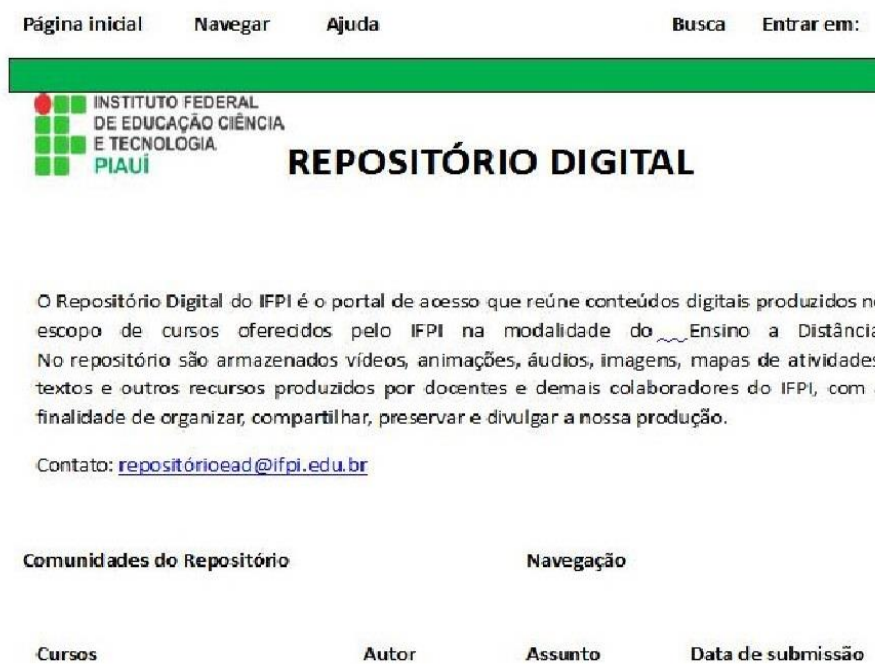 Página inicial Navegar Ajuda Busca Entrar em:
INSTITUTO FEDERAL
DE EDUCAÇÃO CIÊNCIA
E TECNOLOGIA
PIAUÍ
REPOSITÓRIO DIGITAL
O Repositório Digital do IFPI é o portal de acesso que reúne conteúdos digitais produzidos
escopo de cursos oferecidos pelo IFPI na modalidade do Ensino a Distância
No repositório são armazenados vídeos, animações, áudios, imagens, mapas de atividades
textos e outros recursos produzidos por docentes e demais colaboradores do IFPI, com
finalidade de organizar, compartilhar, preservar e divulgar a nossa produção.
Contato: repositórioead@ifpi.edu.br
Comunidades do Repositório Navegação
Cursos Autor Assunto Data de submissão